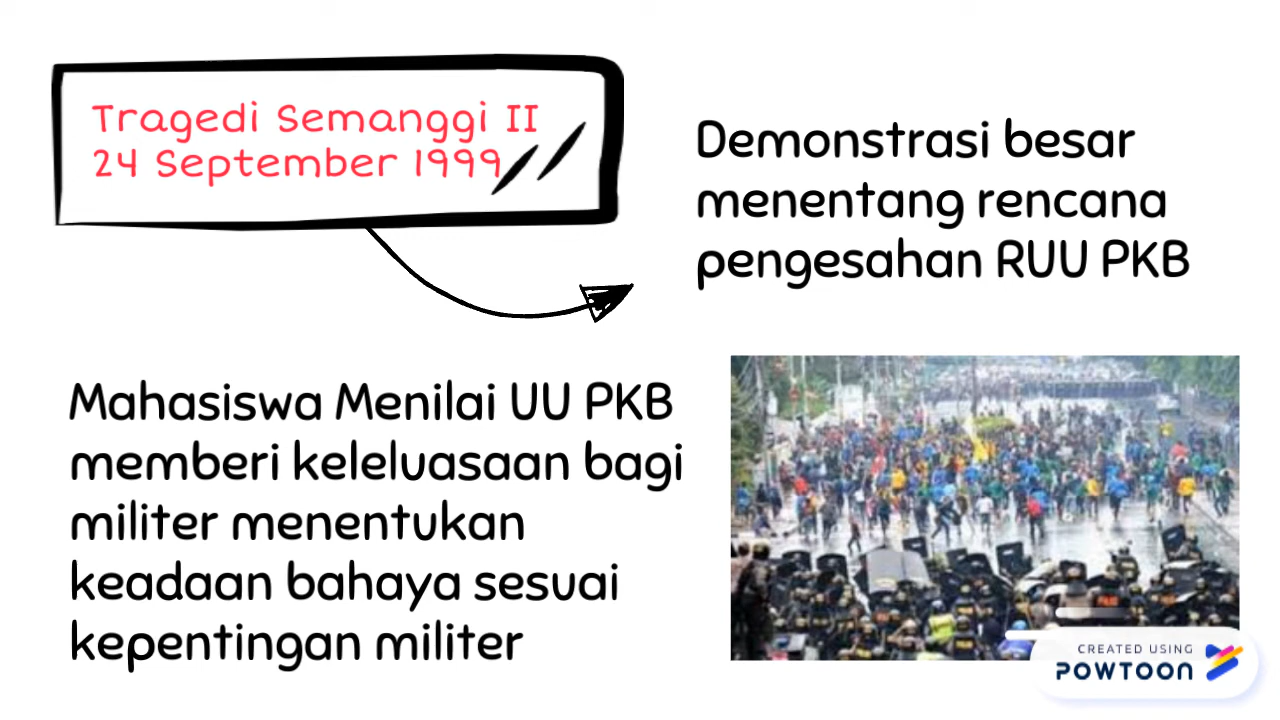 Tragedi Semanggi II
24 September 1999
Demonstrasi besar
menentang rencana
pengesahan RUU PKB
Mahasiswa Menilai UU PKB
memberi keleluasaan bagi
militer menentukan
keadaan bahaya sesuai
kepentingan militer
CREATED USING
POWTOON